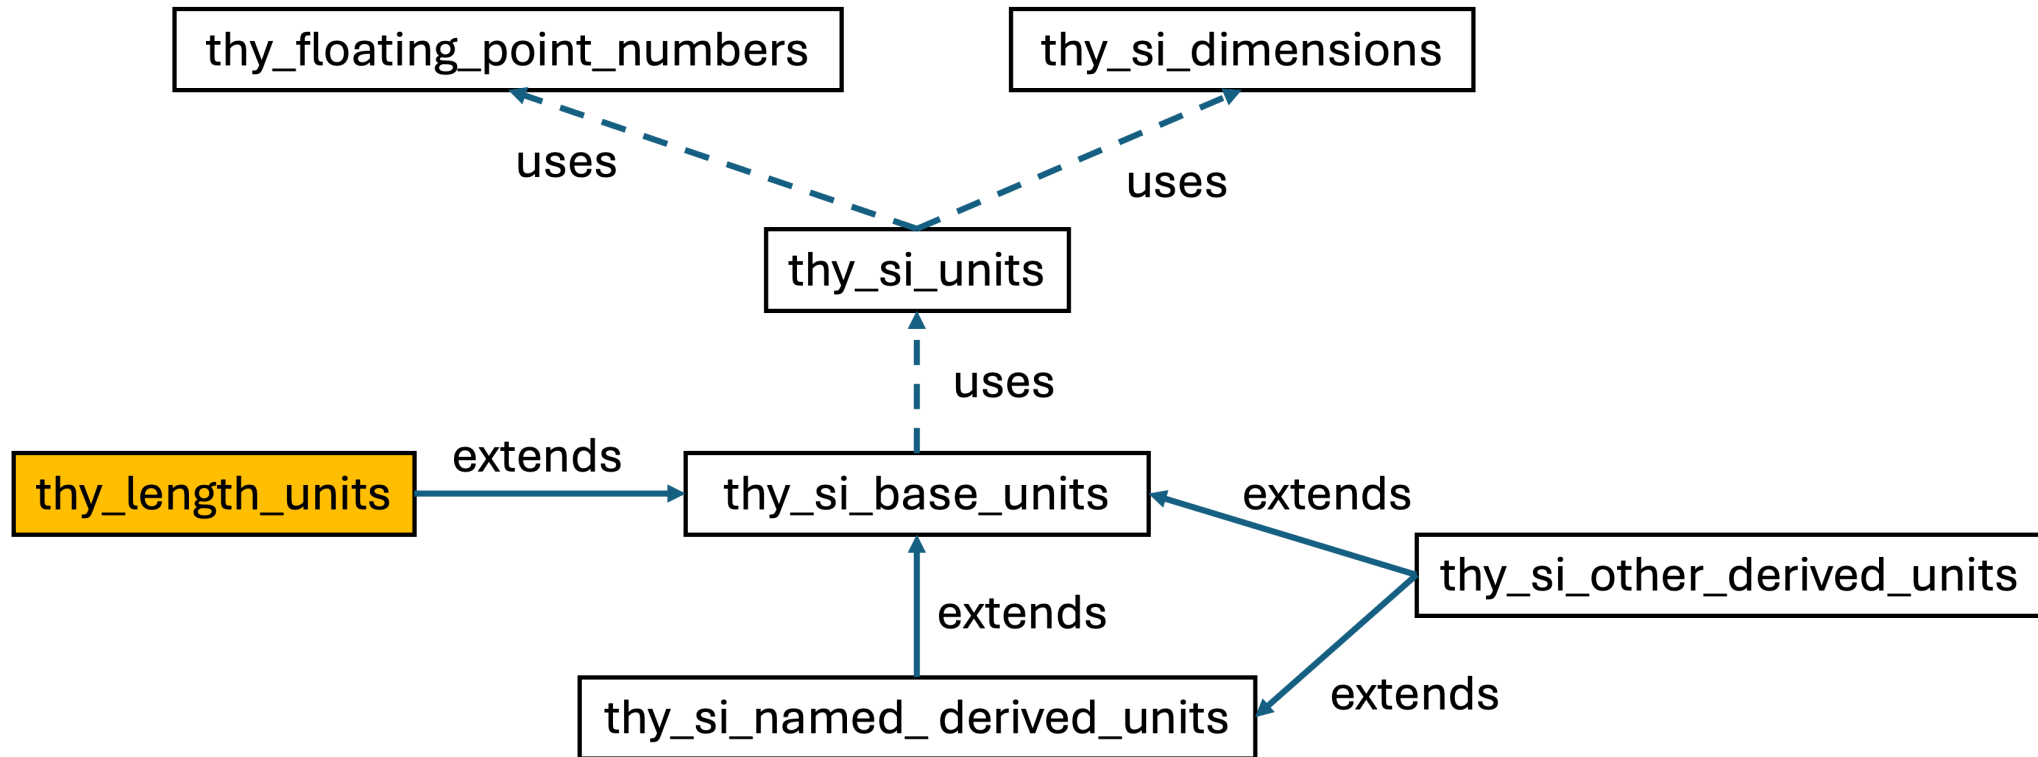 thy_floating_point_numbers
thy_si_dimensions
uses
uses
thy_si_units
uses
thy_length_units
extends
thy_si_base_units
extends
thy_si_other_derived_units
extends
extends
thy_si_named_ derived_units